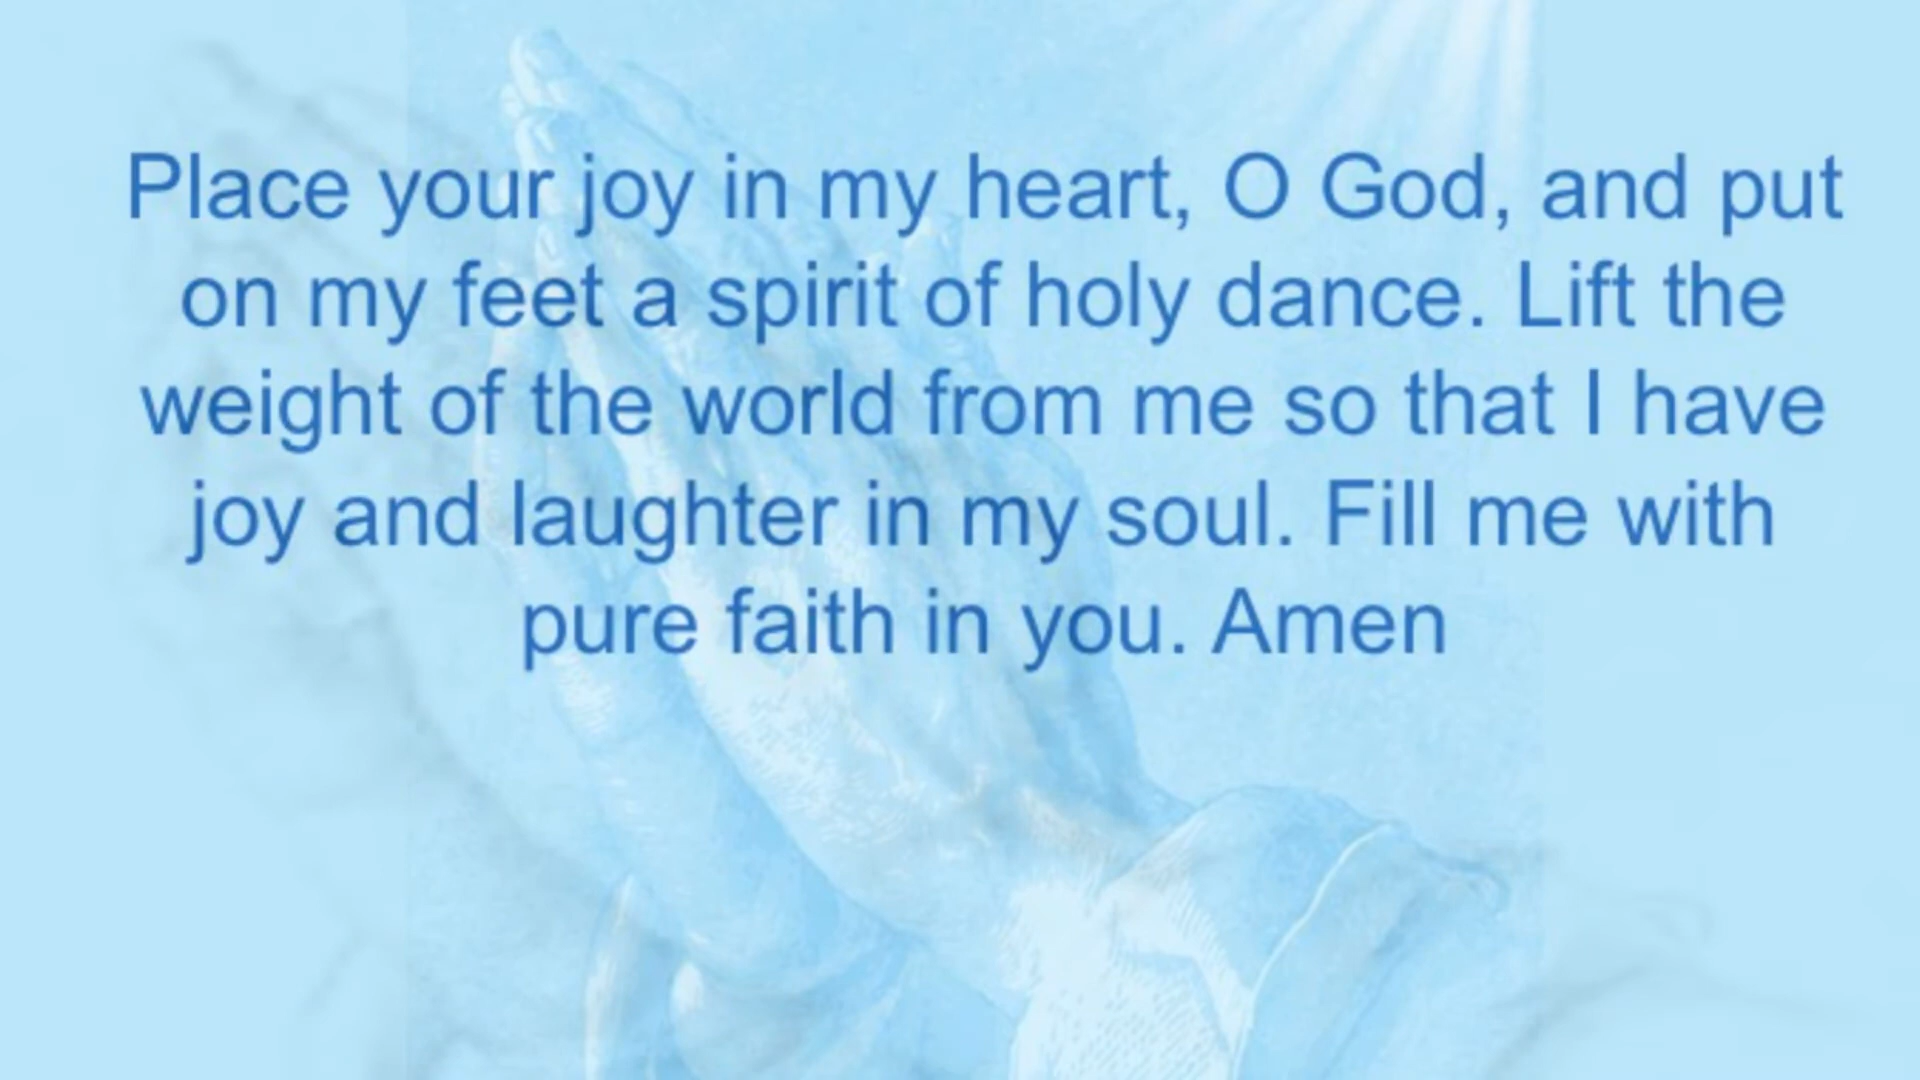 Place your joy in my heart, O God, and put
on my feet a spirit of holy dance. Lift the
weight of the world from me so that I have
joy and laughter in my soul. Fill me with
pure faith in you. Amen